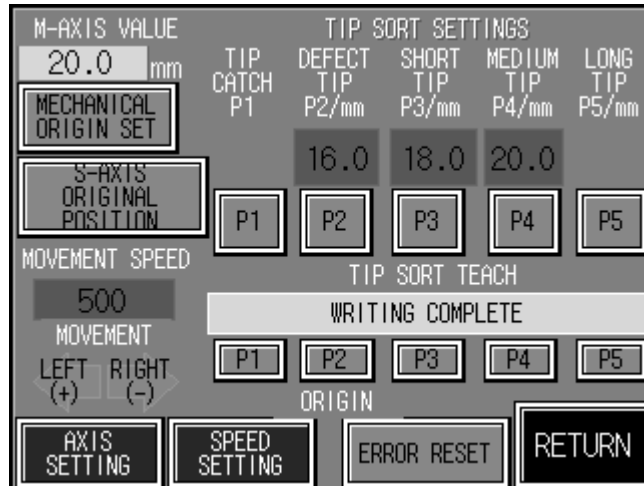 M-AXIS VALUE
20.0 mm
MECHANICAL
ORIGIN SET
S-AXIS
ORIGINAL
POSITION
MOVEMENT SPEED
500
MOVEMENT
LEFT RIGHT
(+) (-)
TIP SORT SETTINGS
TIP
CATCH
P1
DEFECT
TIP
P2/mm
SHORT
TIP
P3/mm
MEDIUM
TIP
P4/mm
LONG
TIP
P5/mm
16.0 18.0 20.0
P1 P2 P3 P4 P5
TIP SORT TEACH
WRITING COMPLETE
P1 P2 P3 P4 P5
ORIGIN
AXIS
SETTING
SPEED
SETTING
ERROR RESET
RETURN